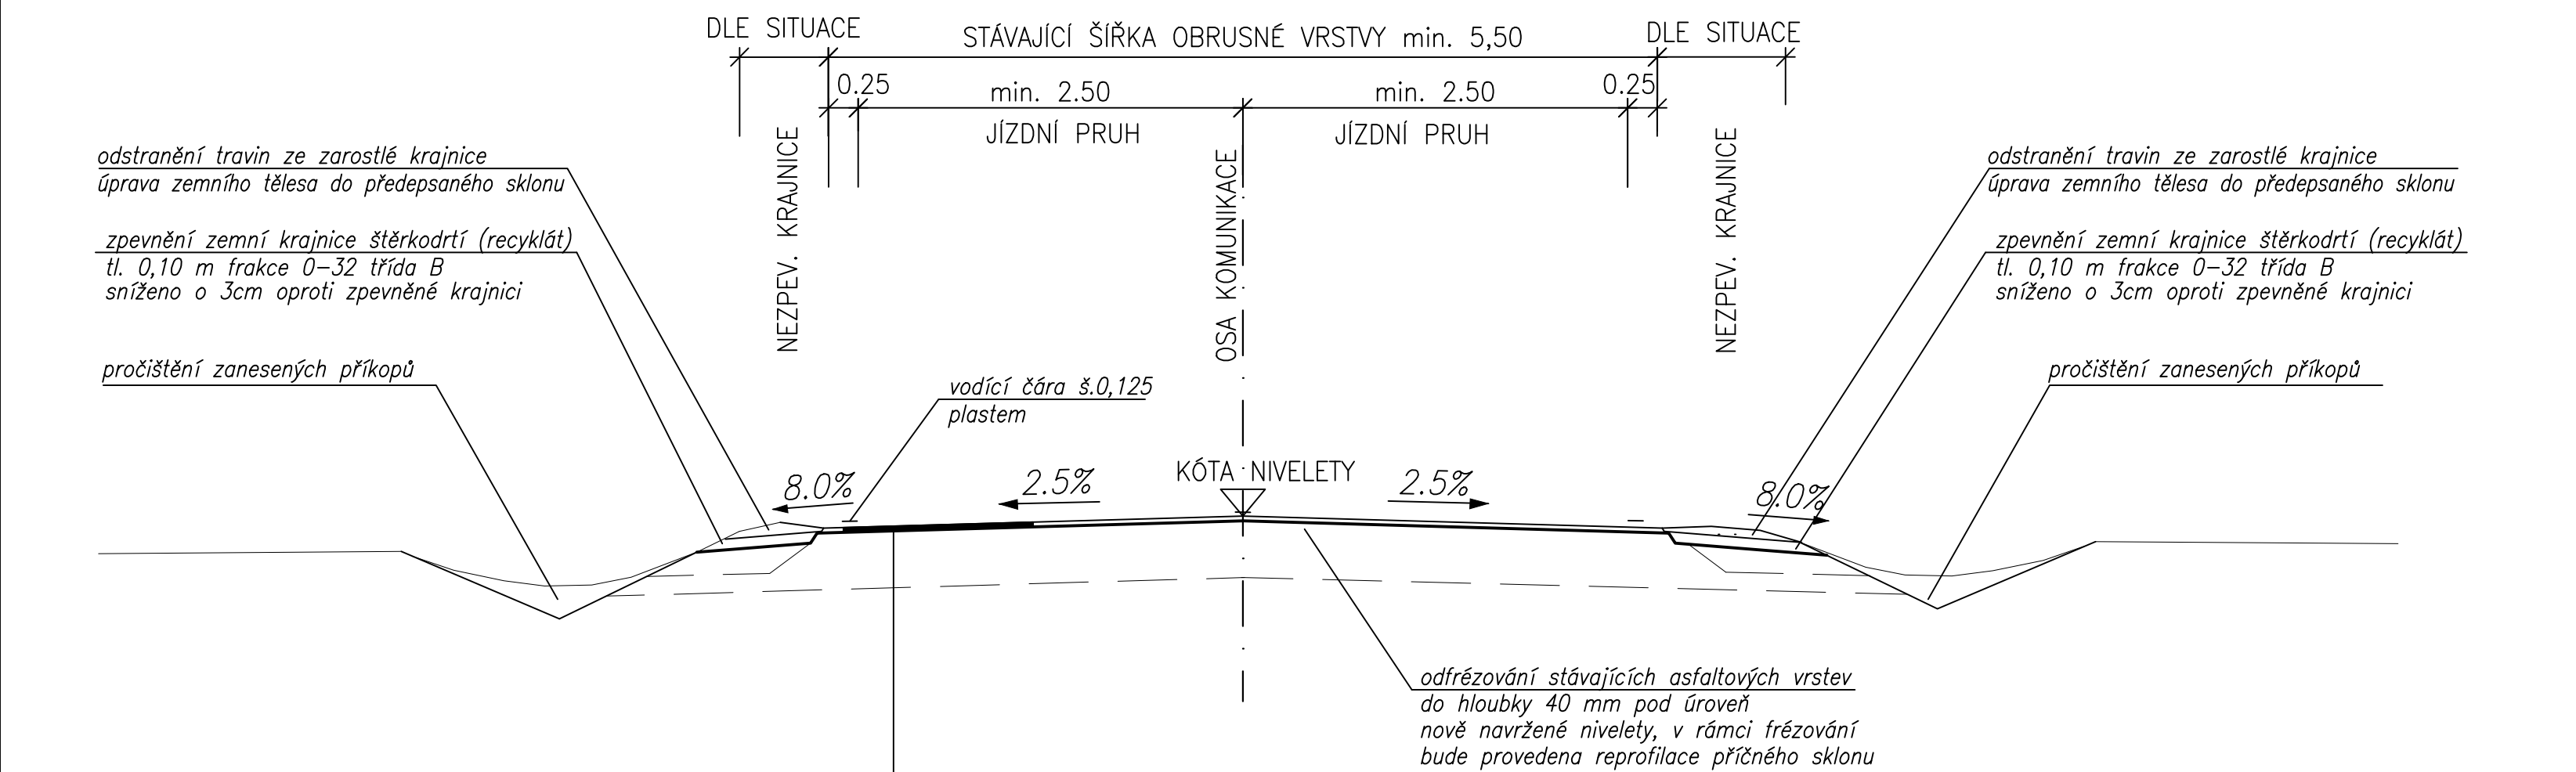 DLE SITUACE
STÁVAJÍCÍ ŠÍŘKA OBRUSNÉ VRSTVY min. 5,50
DLE SITUACE
0.25
min. 2.50
min. 2.50
0.25
JÍZDNÍ PRUH
JÍZDNÍ PRUH
NEZPEV. KRAJNICE
OSA KOMUNIKACE
NEZPEV. KRAJNICE
odstranění travin ze zarostlé krajnice
úprava zemního tělesa do předepsaného sklonu
zpevnění zemní krajnice štěrkodrtí (recyklát)
tl. 0,10 m frakce 0-32 třída B
sníženo o 3cm oproti zpevněné krajnici
pročištění zanesených příkopů
odstranění travin ze zarostlé krajnice
úprava zemního tělesa do předepsaného sklonu
zpevnění zemní krajnice štěrkodrtí (recyklát)
tl. 0,10 m frakce 0-32 třída B
sníženo o 3cm oproti zpevněné krajnici
pročištění zanesených příkopů
vodící čára š.0,125
plastem
8.0%
2.5%
KÓTA NIVELETY
2.5%
8.0%
odfrézování stávajících asfaltových vrstev
do hloubky 40 mm pod úroveň
nově navržené nivelety, v rámci frézování
bude provedena reprofilace příčného sklonu